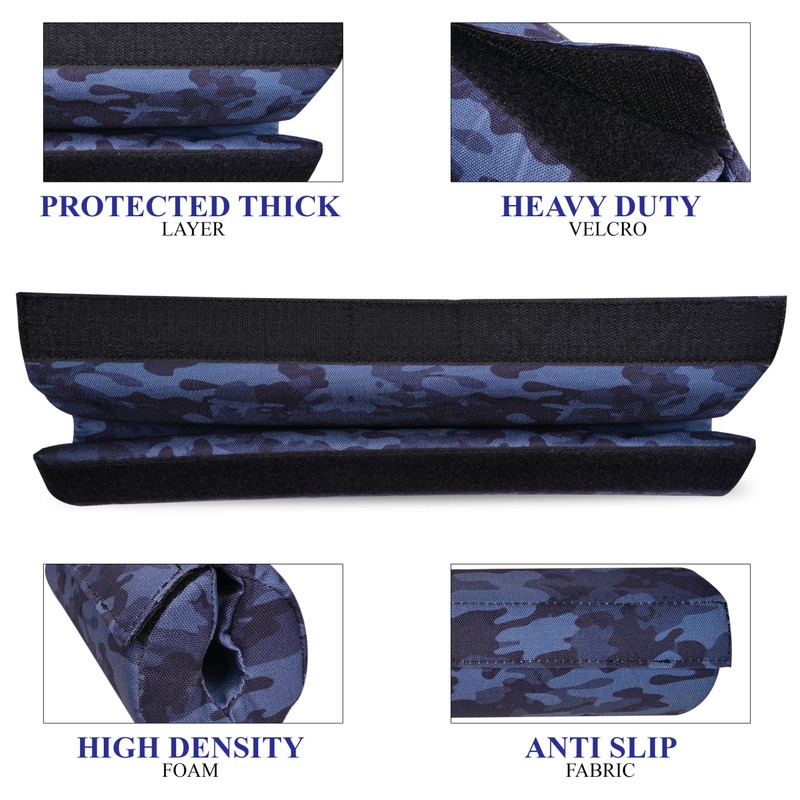 PROTECTED THICK
LAYER
HEAVY DUTY
VELCRO
HIGH DENSITY
FOAM
ANTI SLIP
FABRIC